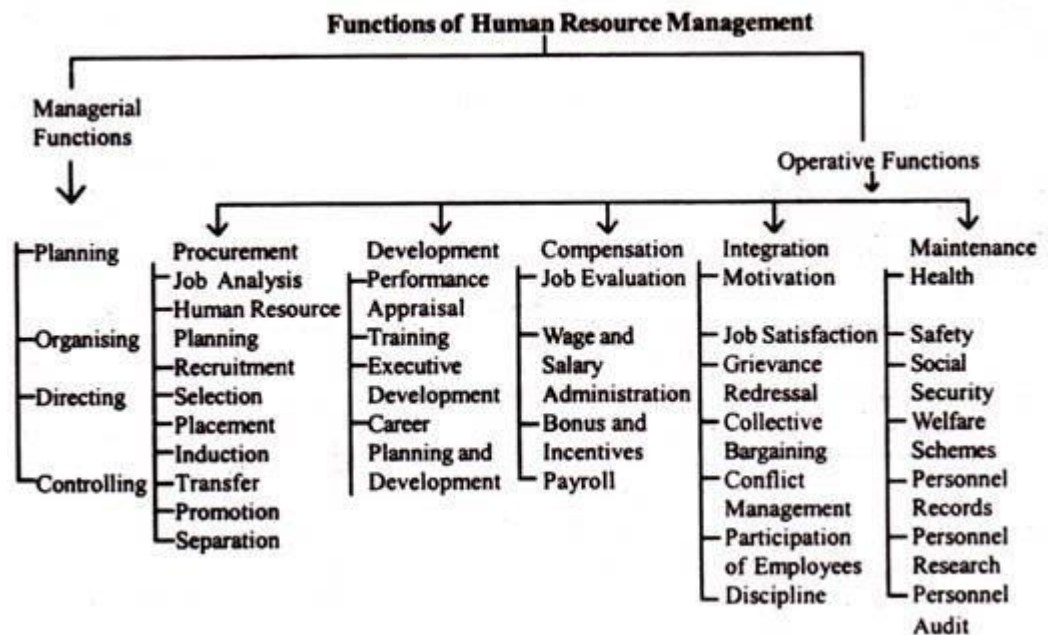 Functions of Human Resource Management
Managerial
Functions
Operative Functions
Planning
Organising
Directing
Controlling
Procurement
Job Analysis
Human Resource
Planning
Recruitment
Selection
Placement
Induction
Transfer
Promotion
Separation
Development
Performance
Appraisal
Training
Executive
Development
Career
Planning and
Development
Compensation
Job Evaluation
Wage and
Salary
Administration
Bonus and
Incentives
Payroll
Integration
Motivation
Job Satisfaction
Grievance
Redressal
Collective
Bargaining
Conflict
Management
Participation
of Employees
Discipline
Maintenance
Health
Safety
Social
Security
Welfare
Schemes
Personnel
Records
Personnel
Research
Personnel
Audit